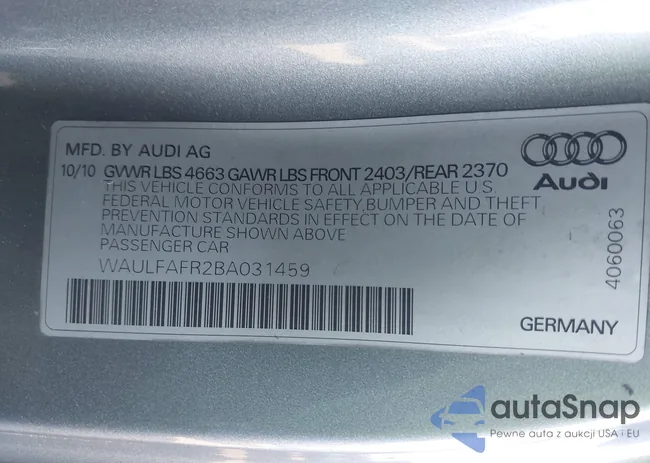 MFD. BY AUDI AG
10/10 GVWR LBS 4663 GAWR LBS FRONT 2403/REAR 2370
THIS VEHICLE CONFORMS TO ALL APPLICABLE U.S.
FEDERAL MOTOR VEHICLE SAFETY,BUMPER AND THEFT
PREVENTION STANDARDS IN EFFECT ON THE DATE OF
MANUFACTURE SHOWN ABOVE
PASSENGER CAR
WAULFAFR2BA031459
Audi
4060063
GERMANY
autaSnap
Pewne auta z aukcji USA i EU